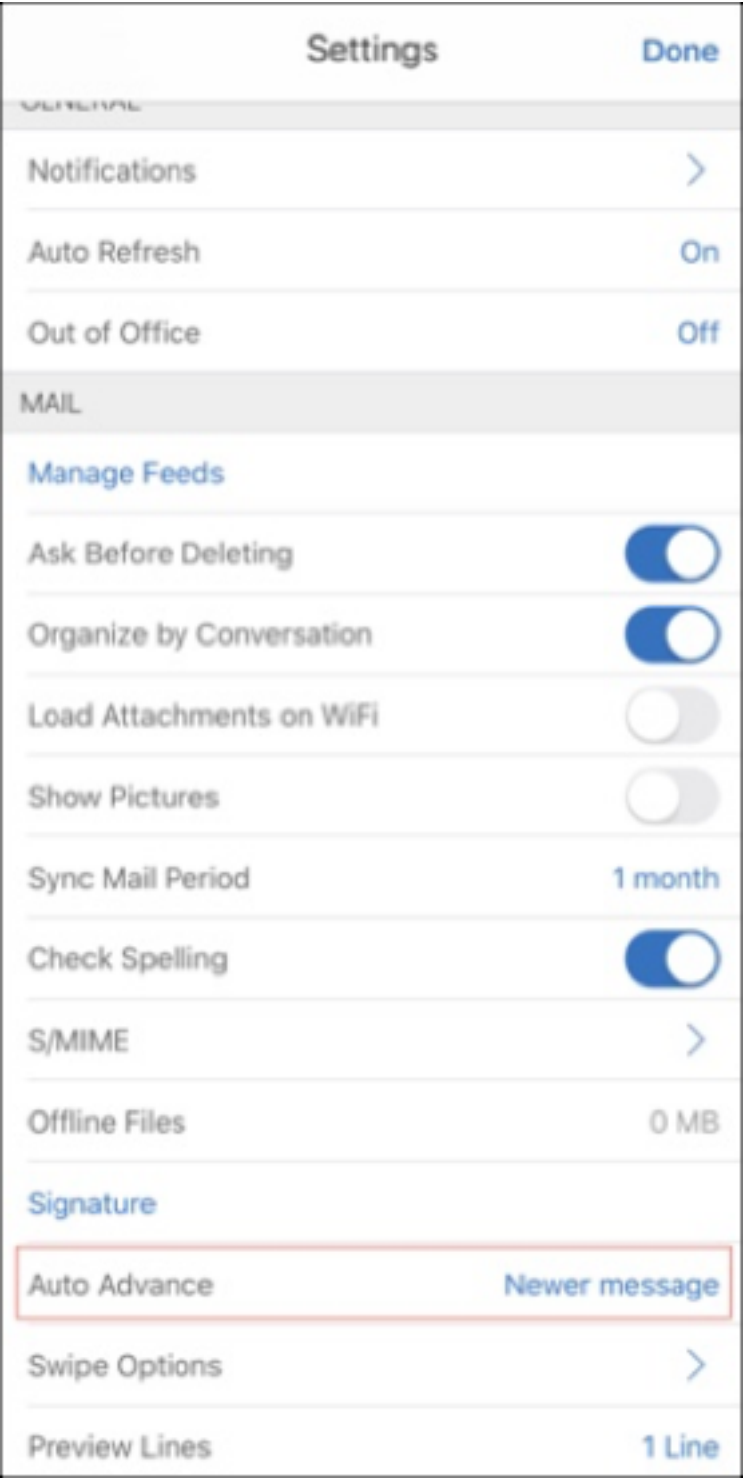 Settings Done
GENERAL
Notifications
Auto Refresh On
Out of Office Off
MAIL
Manage Feeds
Ask Before Deleting
Organize by Conversation
Load Attachments on WiFi
Show Pictures
Sync Mail Period 1 month
Check Spelling
S/MIME
Offline Files 0 MB
Signature
Auto Advance Newer message
Swipe Options
Preview Lines 1 Line